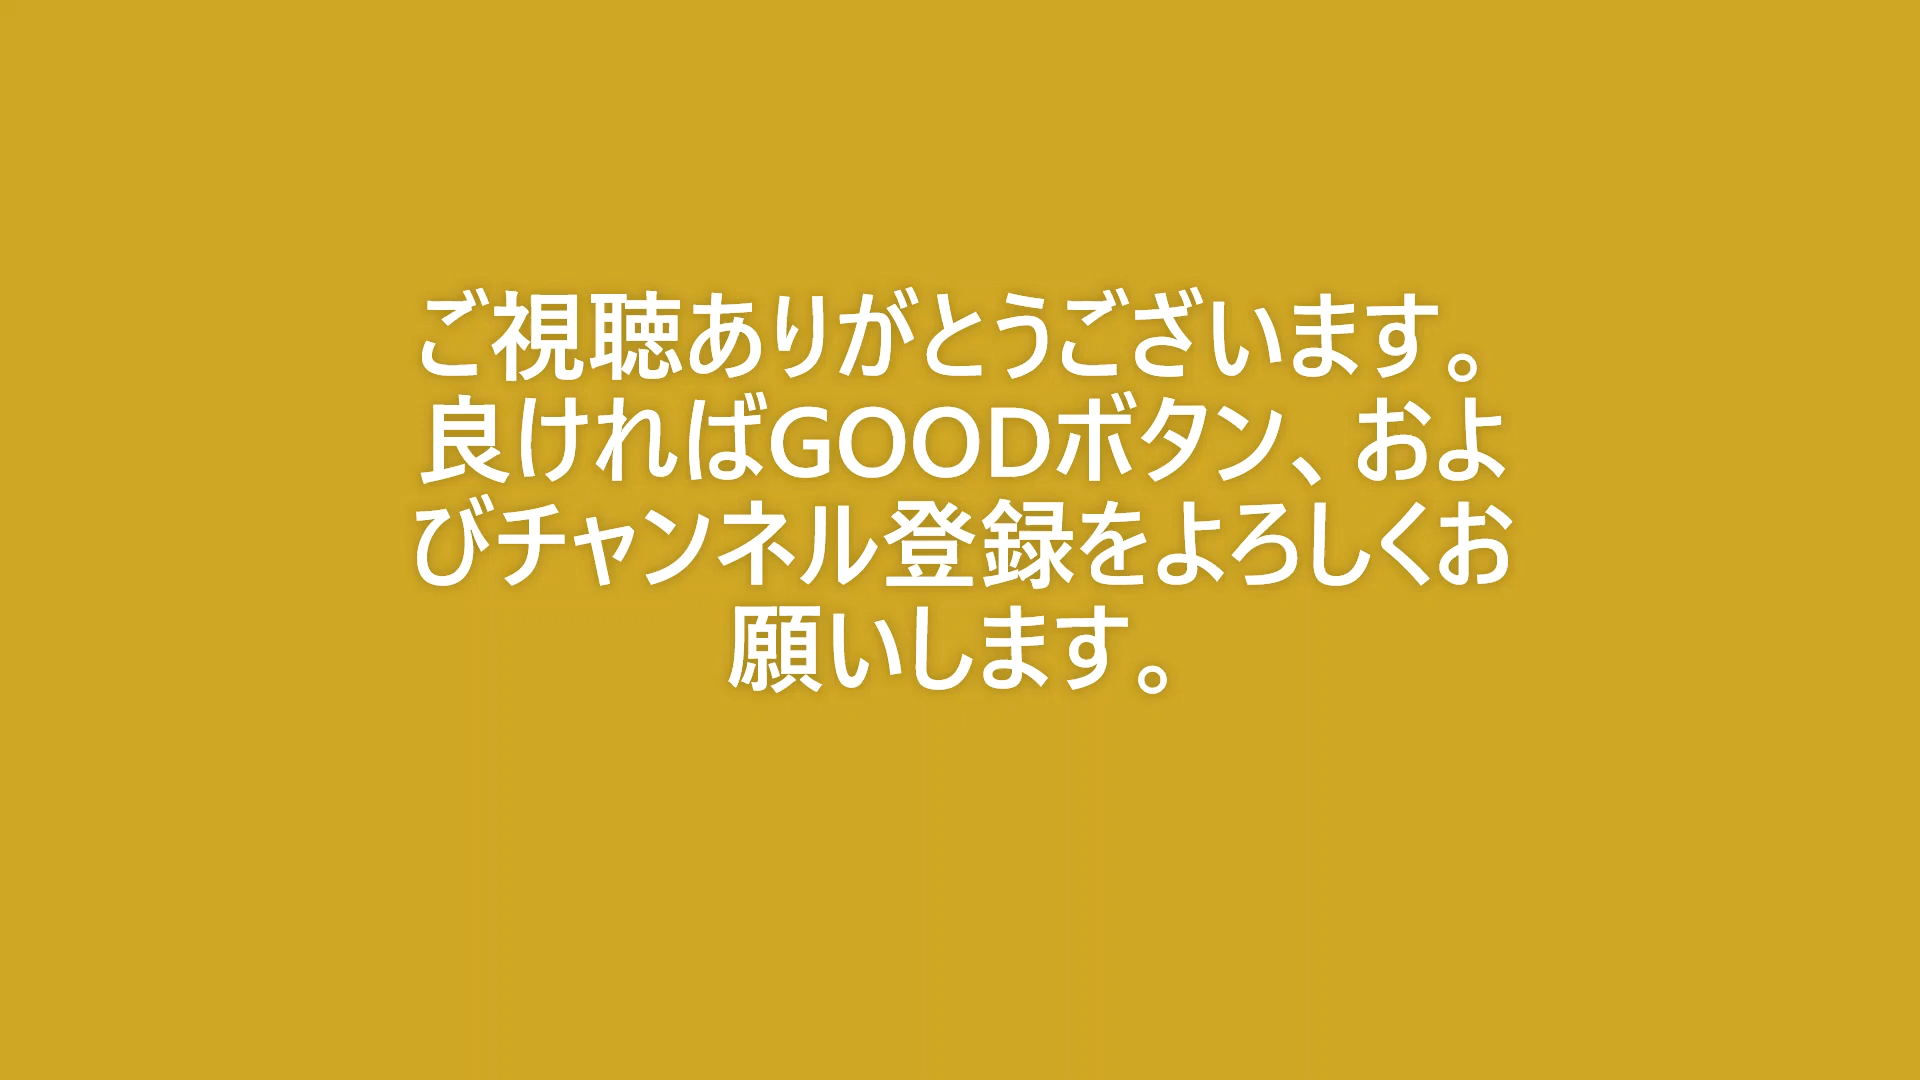 ご視聴ありがとうございます。
良ければGOODボタン、およ
びチャンネル登録をよろしくお
願いします。